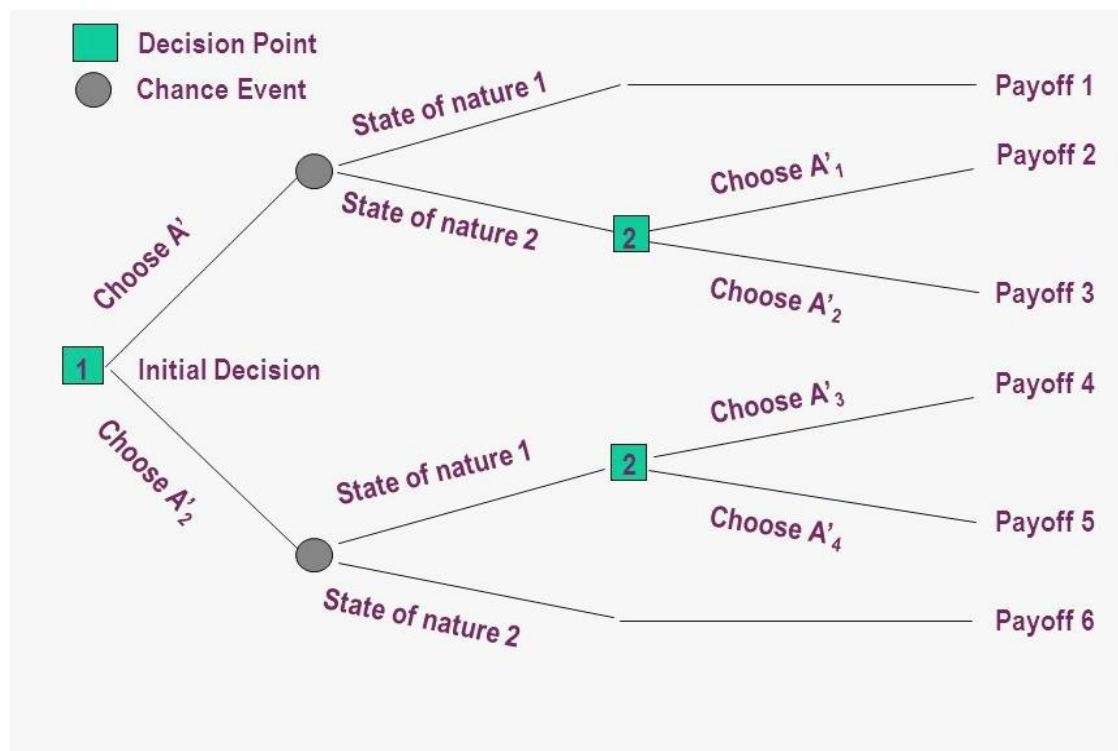 Decision Point
Chance Event
State of nature 1
Payoff 1
Payoff 2
Choose A'₁
State of nature 2
2
Choose A'
Choose A'₂
Payoff 3
1
Initial Decision
Payoff 4
Choose A'₃
Choose A'₂
State of nature 1
2
Choose A'₄
Payoff 5
State of nature 2
Payoff 6